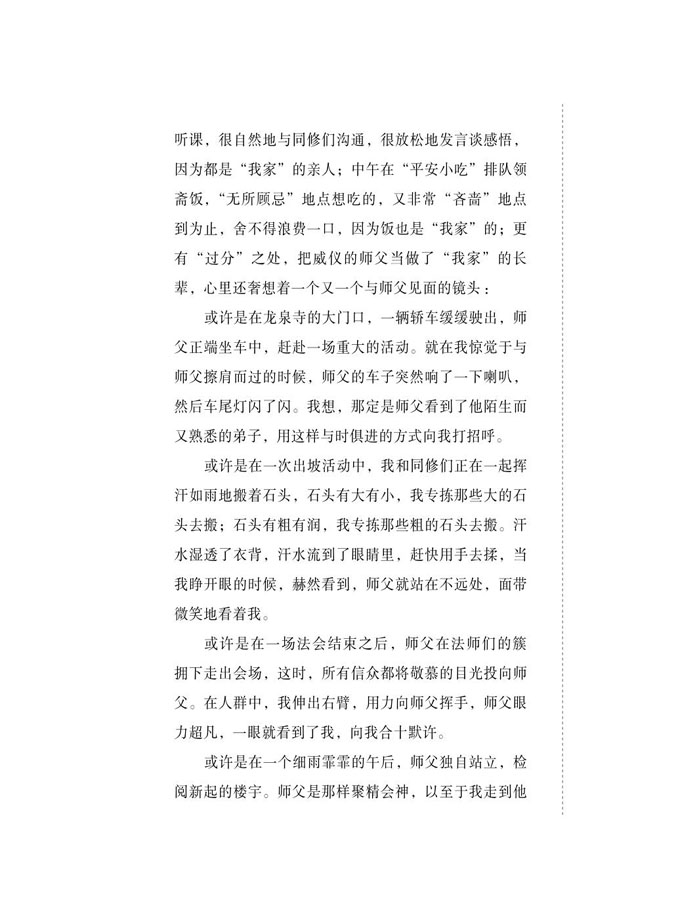 听课，很自然地与同修们沟通，很放松地发言谈感悟，
因为都是“我家”的亲人；中午在“平安小吃”排队领
斋饭，“无所顾忌”地点想吃的，又非常“吝啬”地点
到为止，舍不得浪费一口，因为饭也是“我家”的；更
有“过分”之处，把威仪的师父当做了“我家”的长
辈，心里还奢想着一个又一个与师父见面的镜头：
或许是在龙泉寺的大门口，一辆轿车缓缓驶出，师
父正端坐车中，赶赴一场重大的活动。就在我惊觉于与
师父擦肩而过的时候，师父的车子突然响了一下喇叭，
然后车尾灯闪了闪。我想，那定是师父看到了他陌生而
又熟悉的弟子，用这样与时俱进的方式向我打招呼。
或许是在一次出坡活动中，我和同修们正在一起挥
汗如雨地搬着石头，石头有大有小，我专拣那些大的石
头去搬；石头有粗有润，我专拣那些粗的石头去搬。汗
水湿透了衣背，汗水流到了眼睛里，赶快用手去揉，当
我睁开眼的时候，赫然看到，师父就站在不远处，面带
微笑地看着我。
或许是在一场法会结束之后，师父在法师们的簇
拥下走出会场，这时，所有信众都将敬慕的目光投向师
父。在人群中，我伸出右臂，用力向师父挥手，师父眼
力超凡，一眼就看到了我，向我合十默许。
或许是在一个细雨霏霏的午后，师父独自站立，检
阅新起的楼宇。师父是那样聚精会神，以至于我走到他